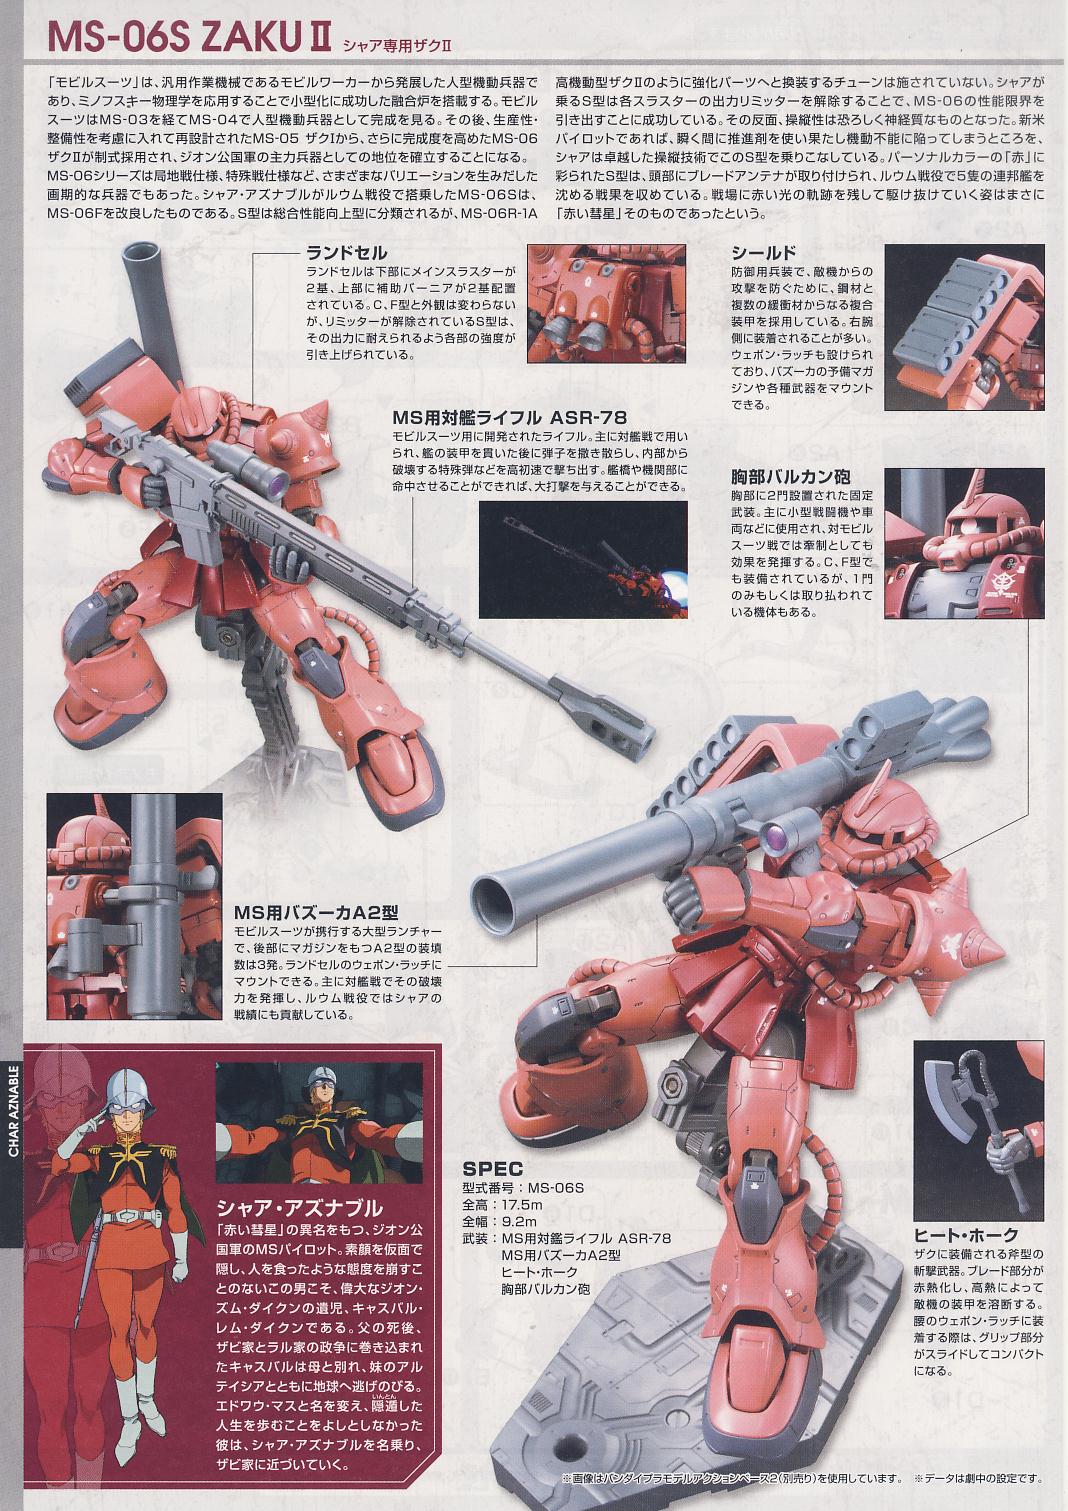 MS-06S ZAKU II シャア専用ザクII
「モビルスーツ」は、汎用作業機械であるモビルワーカーから発展した人型機動兵器で
あり、ミノフスキー物理学を応用することで小型化に成功した融合炉を搭載する。モビル
スーツはMS-03を経てMS-04で人型機動兵器として完成を見る。その後、生産性・
整備性を考慮に入れて再設計されたMS-05 ザクIから、さらに完成度を高めたMS-06
ザクIIが制式採用され、ジオン公国軍の主力兵器としての地位を確立することになる。
MS-06シリーズは局地戦仕様、特殊戦仕様など、さまざまなバリエーションを生みだした
画期的な兵器でもあった。シャア・アズナブルがルウム戦役で搭乗したMS-06Sは、
MS-06Fを改良したものである。S型は総合性能向上型に分類されるが、MS-06R-1A
高機動型ザクIIのように強化パーツへと換装するチューンは施されていない。シャアが
乗るS型は各スラスターの出力リミッターを解除することで、MS-06の性能限界を
引き出すことに成功している。その反面、操縦性は恐ろしく神経質なものとなった。新米
パイロットであれば、瞬く間に推進剤を使い果たし機動不能に陥ってしまうところを、
シャアは卓越した操縦技術でこのS型を乗りこなしている。パーソナルカラーの「赤」に
彩られたS型は、頭部にブレードアンテナが取り付けられ、ルウム戦役で5隻の連邦艦を
沈める戦果を収めている。戦場に赤い光の軌跡を残して駆け抜けていく姿はまさに
「赤い彗星」そのものであったという。
ランドセル
ランドセルは下部にメインスラスターが
2基、上部に補助バーニアが2基配置
されている。C、F型と外観は変わらない
が、リミッターが解除されているS型は、
その出力に耐えられるよう各部の強度が
引き上げられている。
シールド
防御用兵装で、敵機からの
攻撃を防ぐために、鋼材と
複数の緩衝材からなる複合
装甲を採用している。右腕
側に装着されることが多い。
ウェポン・ラッチも設けられ
ており、バズーカの予備マガ
ジンや各種武器をマウント
できる。
MS用対艦ライフル ASR-78
モビルスーツ用に開発されたライフル。主に対艦戦で用い
られ、艦の装甲を貫いた後に弾子を撒き散らし、内部から
破壊する特殊弾などを高初速で撃ち出す。艦橋や機関部に
命中させることができれば、大打撃を与えることができる。
胸部バルカン砲
胸部に2門設置された固定
武装。主に小型戦闘機や車
両などに使用され、対モビル
スーツ戦では牽制としても
効果を発揮する。C、F型で
も装備されているが、1門
のみもしくは取り払われて
いる機体もある。
MS用バズーカA2型
モビルスーツが携行する大型ランチャー
で、後部にマガジンをもつA2型の装填
数は3発。ランドセルのウェポン・ラッチに
マウントできる。主に対艦戦でその破壊
力を発揮し、ルウム戦役ではシャアの
戦績にも貢献している。
CHAR AZNABLE
シャア・アズナブル
「赤い彗星」の異名をもつ、ジオン公
国軍のMSパイロット。素顔を仮面で
隠し、人を食ったような態度を崩すこ
とのないこの男こそ、偉大なジオン・
ズム・ダイクンの遺児、キャスバル・
レム・ダイクンである。父の死後、
ザビ家とラル家の政争に巻き込まれ
たキャスバルは母と別れ、妹のアル
テイシアとともに地球へ逃げのびる。
いんとん
エドワウ・マスと名を変え、隠遁した
人生を歩むことをよしとしなかった
彼は、シャア・アズナブルを名乗り、
ザビ家に近づいていく。
SPEC
型式番号：MS-06S
全高：17.5m
全幅：9.2m
武装：MS用対艦ライフル ASR-78
MS用バズーカA2型
ヒート・ホーク
胸部バルカン砲
ヒート・ホーク
ザクに装備される斧型の
斬撃武器。ブレード部分が
赤熱化し、高熱によって
敵機の装甲を溶断する。
腰のウェポン・ラッチに装
着する際は、グリップ部分
がスライドしてコンパクト
になる。
※画像はバンダイプラモデルアクションベース2(別売り)を使用しています。 ※データは劇中の設定です。